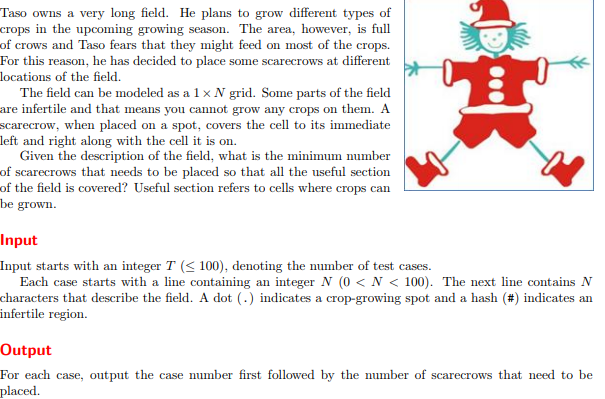 Taso owns a very long field. He plans to grow different types of
crops in the upcoming growing season. The area, however, is full
of crows and Taso fears that they might feed on most of the crops.
For this reason, he has decided to place some scarecrows at different
locations of the field.
The field can be modeled as a 1 × N grid. Some parts of the field
are infertile and that means you cannot grow any crops on them. A
scarecrow, when placed on a spot, covers the cell to its immediate
left and right along with the cell it is on.
Given the description of the field, what is the minimum number
of scarecrows that needs to be placed so that all the useful section
of the field is covered? Useful section refers to cells where crops can
be grown.
Input
Input starts with an integer T (≤ 100), denoting the number of test cases.
Each case starts with a line containing an integer N (0 < N < 100). The next line contains N
characters that describe the field. A dot (.) indicates a crop-growing spot and a hash (#) indicates an
infertile region.
Output
For each case, output the case number first followed by the number of scarecrows that need to be
placed.